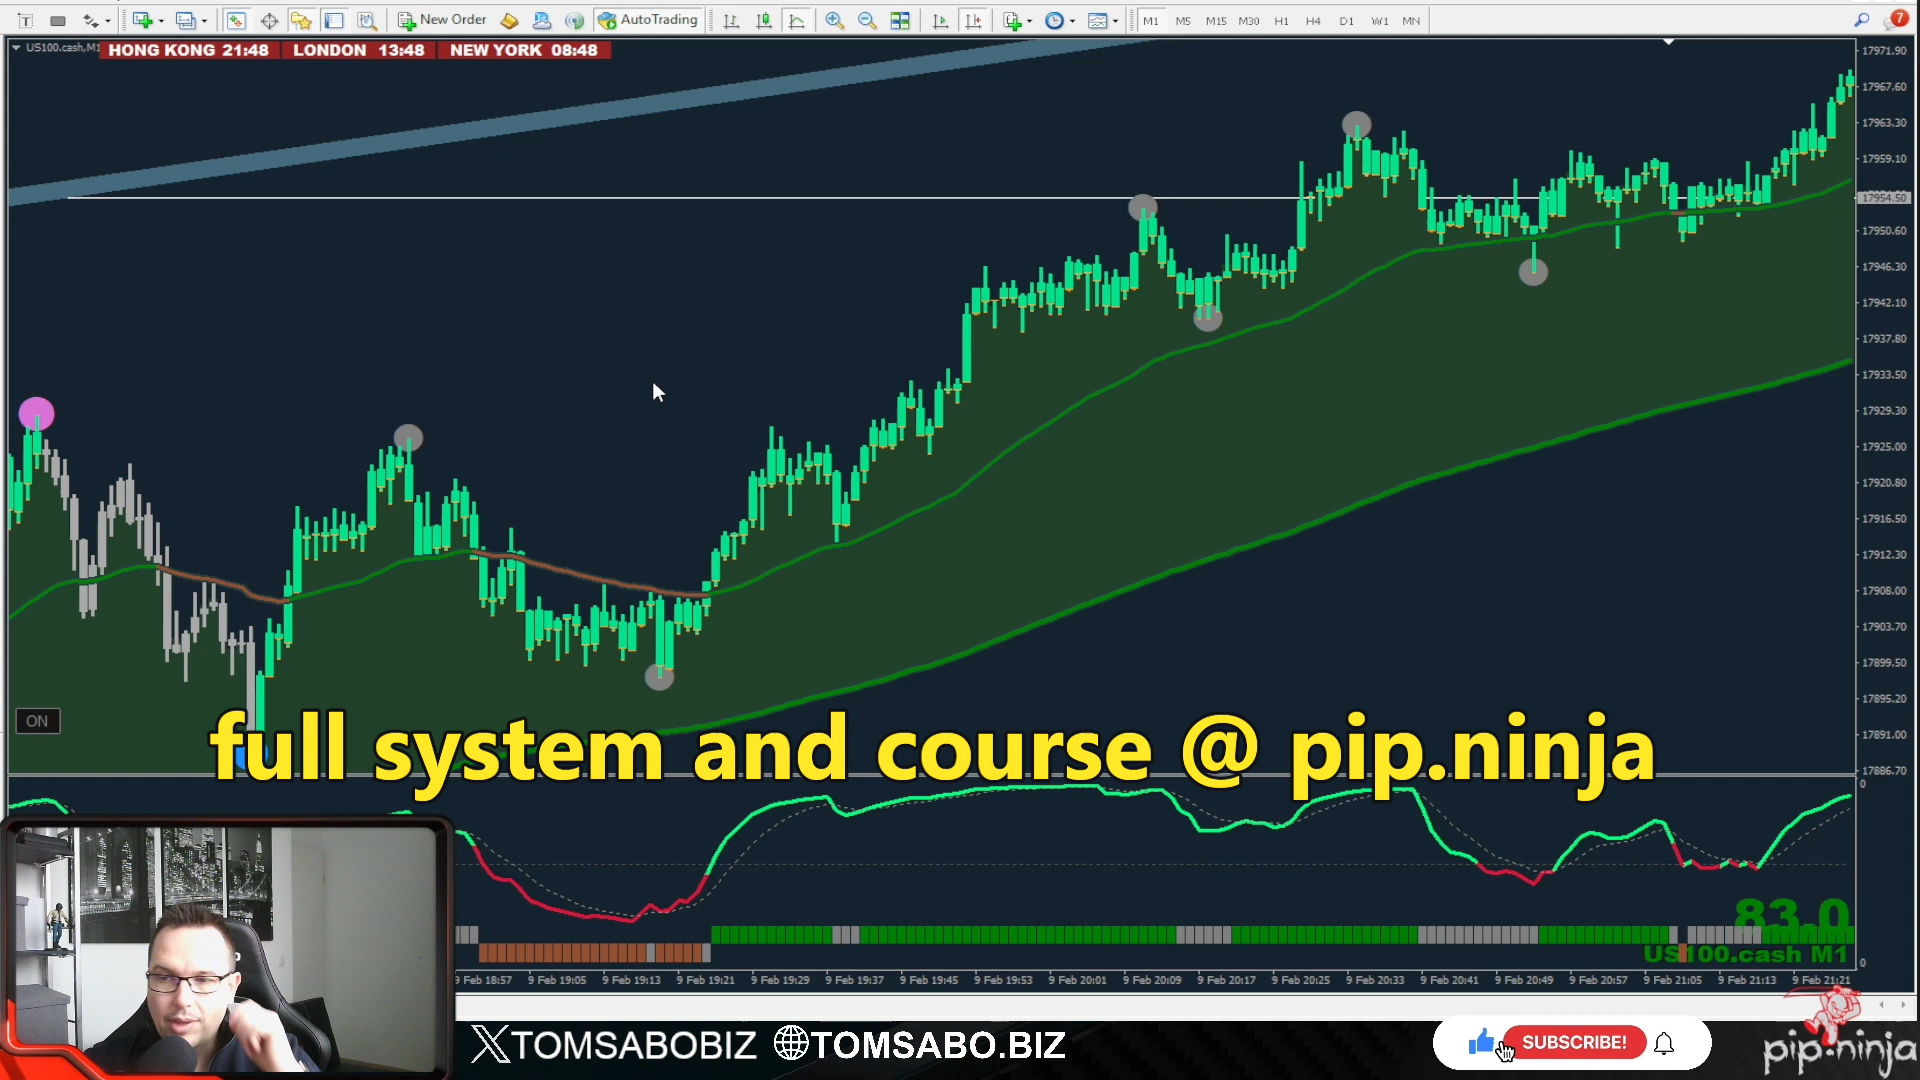 New Order
AutoTrading
M1 M5 M15 M30 H1 H4 D1 W1 MN
7
US100.cash,M1
HONG KONG 21:48
LONDON 13:48
NEW YORK 08:48
17971.90
17967.60
17963.30
17959.10
17954.50
17950.60
17946.30
17942.10
17937.80
17933.50
17929.30
17925.00
17920.80
17916.50
17912.30
17908.00
17903.70
17899.50
17895.20
17891.00
17886.70
ON
full system and course @ pip.ninja
0
83.0
US100.cash M1
0
9 Feb 18:57 9 Feb 19:05 9 Feb 19:13 9 Feb 19:21 9 Feb 19:29 9 Feb 19:37 9 Feb 19:45 9 Feb 19:53 9 Feb 20:01 9 Feb 20:09 9 Feb 20:17 9 Feb 20:25 9 Feb 20:33 9 Feb 20:41 9 Feb 20:49 9 Feb 20:57 9 Feb 21:05 9 Feb 21:13 9 Feb 21:21
XTOMSABOBIZ
TOMSABO.BIZ
SUBSCRIBE!
pip.ninja